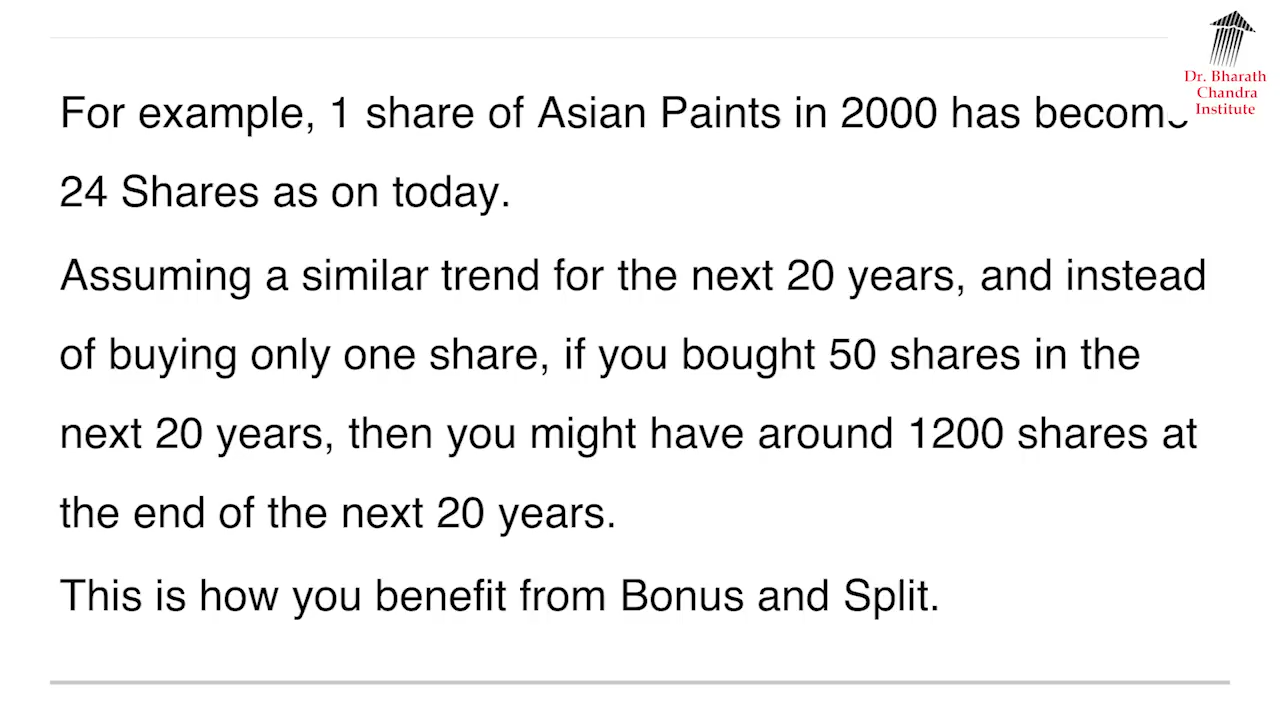 Dr. Bharath
Chandra
Institute
For example, 1 share of Asian Paints in 2000 has become
24 Shares as on today.
Assuming a similar trend for the next 20 years, and instead
of buying only one share, if you bought 50 shares in the
next 20 years, then you might have around 1200 shares at
the end of the next 20 years.
This is how you benefit from Bonus and Split.